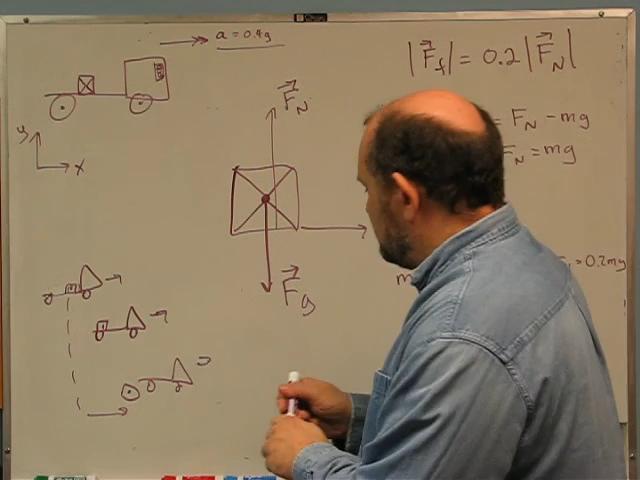 a = 0.4g
|F⃗f| = 0.2 |F⃗N|
F⃗N
= FN - mg
FN = mg
y
x
= 0.2mg
m
F⃗g